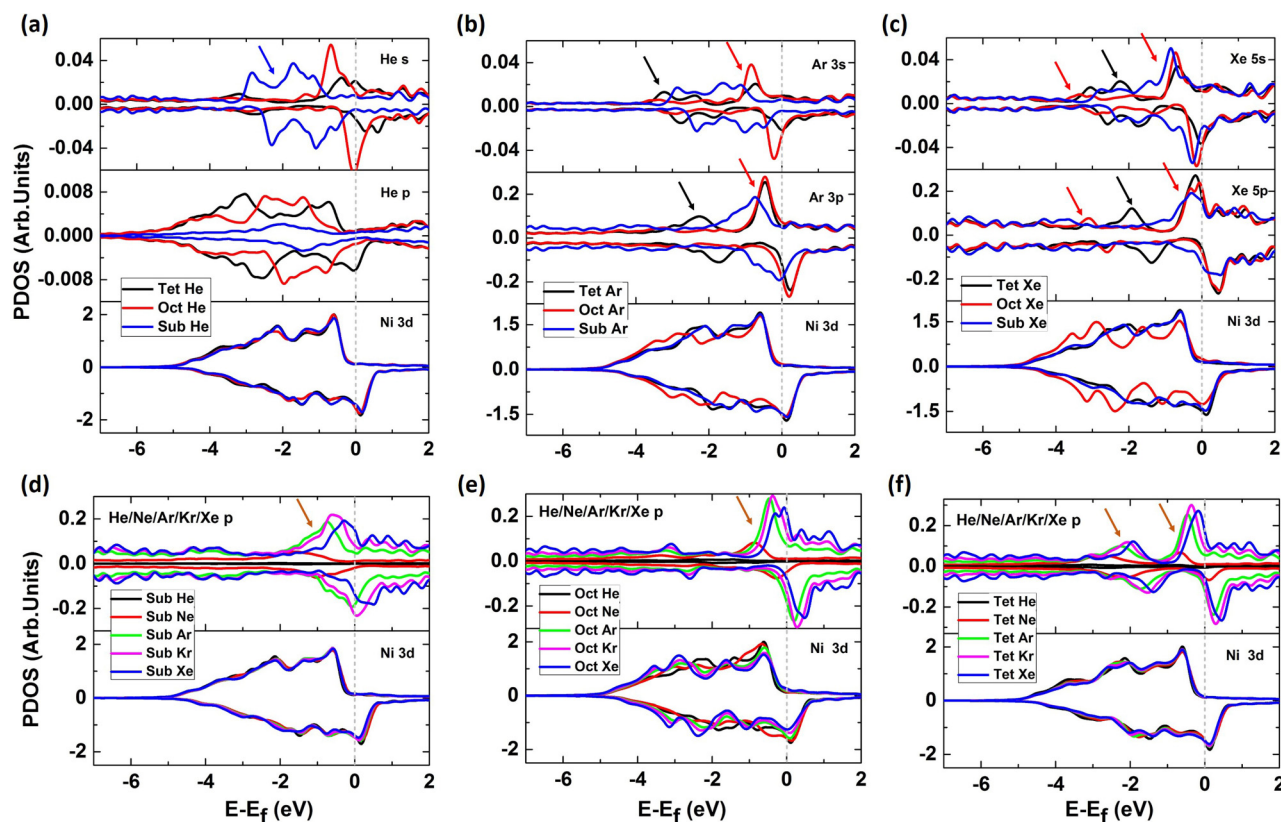 (a)
He s
0.04
0.00
-0.04
He p
0.008
0.000
-0.008
Tet He
Oct He
Sub He
Ni 3d
2
0
-2
-6 -4 -2 0 2
E-Ef (eV)
PDOS (Arb.Units)
(b)
Ar 3s
0.04
0.00
-0.04
Ar 3p
0.2
0.0
-0.2
Tet Ar
Oct Ar
Sub Ar
Ni 3d
1.5
0
-1.5
-6 -4 -2 0 2
E-Ef (eV)
(c)
Xe 5s
0.04
0.00
-0.04
Xe 5p
0.2
0.0
-0.2
Tet Xe
Oct Xe
Sub Xe
Ni 3d
1.5
0
-1.5
-6 -4 -2 0 2
E-Ef (eV)
(d)
He/Ne/Ar/Kr/Xe p
0.2
0.0
-0.2
Sub He
Sub Ne
Sub Ar
Sub Kr
Sub Xe
Ni 3d
2
0
-2
-6 -4 -2 0 2
E-Ef (eV)
PDOS (Arb.Units)
(e)
He/Ne/Ar/Kr/Xe p
0.2
0.0
-0.2
Oct He
Oct Ne
Oct Ar
Oct Kr
Oct Xe
Ni 3d
2
0
-2
-6 -4 -2 0 2
E-Ef (eV)
(f)
He/Ne/Ar/Kr/Xe p
0.2
0.0
-0.2
Tet He
Tet Ne
Tet Ar
Tet Kr
Tet Xe
Ni 3d
2
0
-2
-6 -4 -2 0 2
E-Ef (eV)